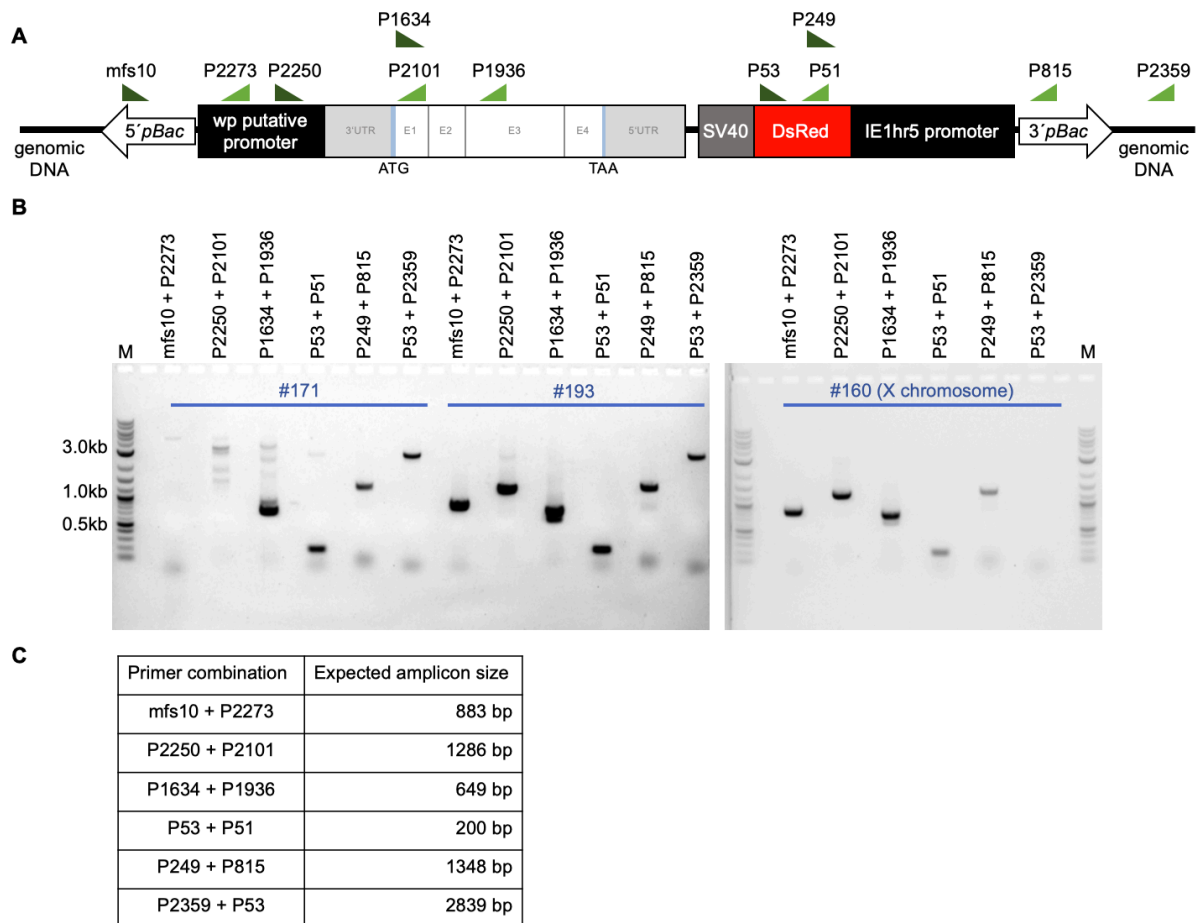 A
P1634
P249
mfs10
P2273
P2250
P2101
P1936
P53
P51
P815
P2359
5´pBac
wp putative
promoter
3´UTR
E1
E2
E3
E4
5´UTR
SV40
DsRed
IE1hr5 promoter
3´pBac
genomic
DNA
ATG
TAA
genomic
DNA
B
M
mfs10 + P2273
P2250 + P2101
P1634 + P1936
P53 + P51
P249 + P815
P53 + P2359
mfs10 + P2273
P2250 + P2101
P1634 + P1936
P53 + P51
P249 + P815
P53 + P2359
mfs10 + P2273
P2250 + P2101
P1634 + P1936
P53 + P51
P249 + P815
P53 + P2359
M
#171
#193
#160 (X chromosome)
3.0kb
1.0kb
0.5kb
C
Primer combination Expected amplicon size
mfs10 + P2273 883 bp
P2250 + P2101 1286 bp
P1634 + P1936 649 bp
P53 + P51 200 bp
P249 + P815 1348 bp
P2359 + P53 2839 bp